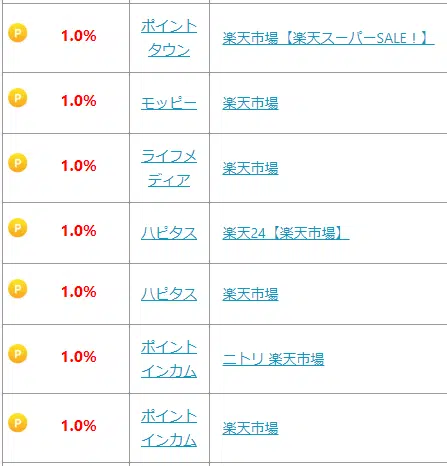 P 1.0% ポイント
タウン 楽天市場【楽天スーパーSALE！】
P 1.0% モッピー 楽天市場
P 1.0% ライフメ
ディア 楽天市場
P 1.0% ハピタス 楽天24【楽天市場】
P 1.0% ハピタス 楽天市場
P 1.0% ポイント
インカム ニトリ 楽天市場
P 1.0% ポイント
インカム 楽天市場